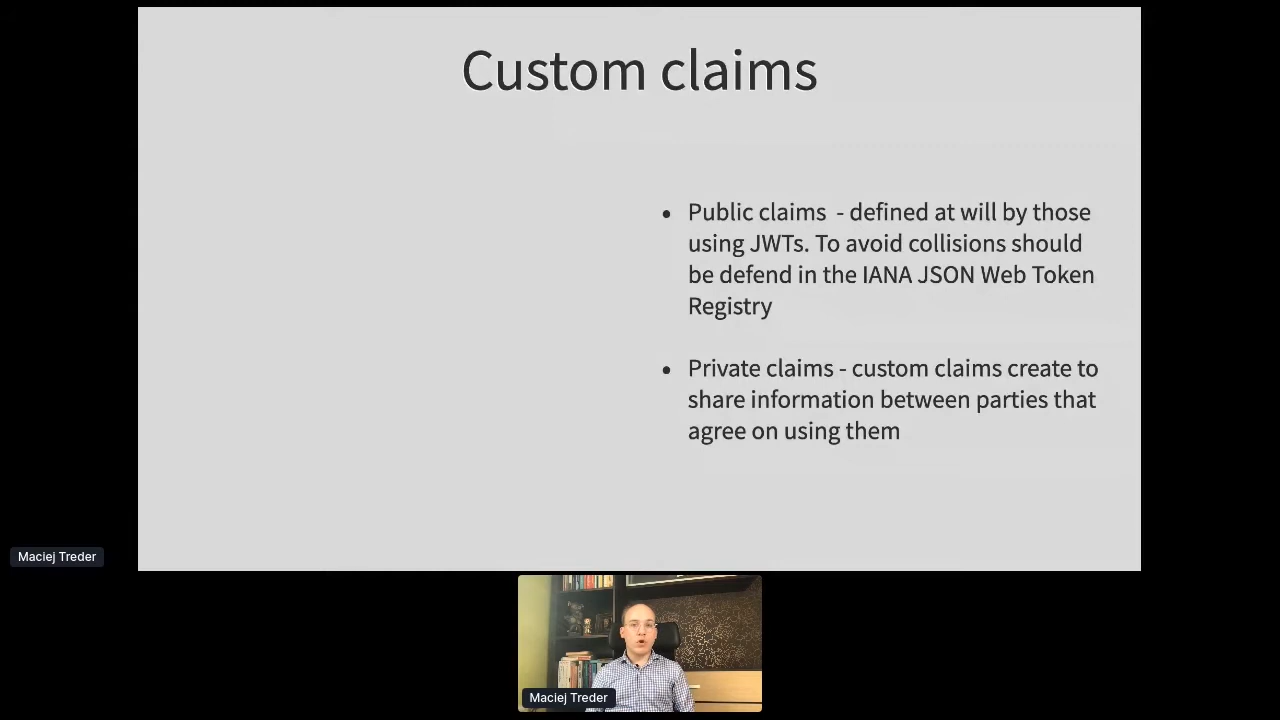 Custom claims
• Public claims - defined at will by those
using JWTs. To avoid collisions should
be defend in the IANA JSON Web Token
Registry
• Private claims - custom claims create to
share information between parties that
agree on using them
Maciej Treder
Maciej Treder